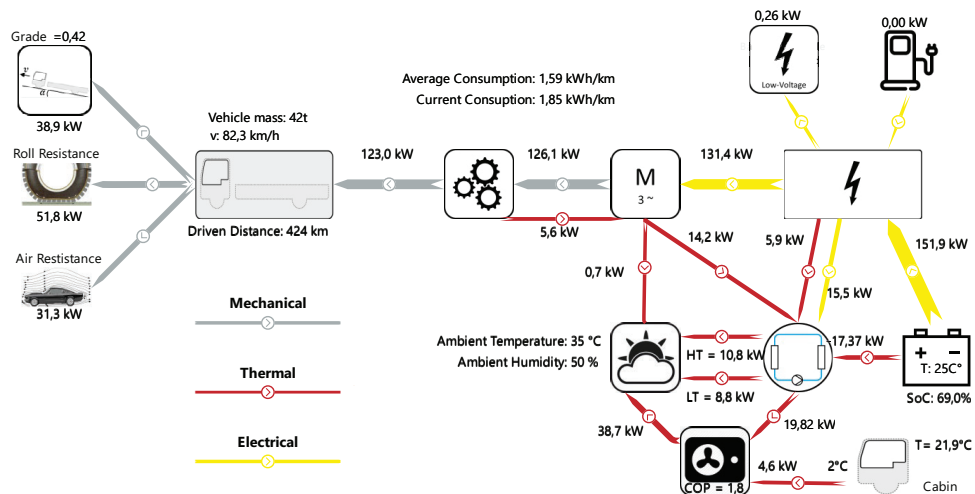 0,26 kW
0,00 kW
Grade =0,42
v
α
Low-Voltage
Average Consumption: 1,59 kWh/km
Current Consuption: 1,85 kWh/km
38,9 kW
Vehicle mass: 42t
v: 82,3 km/h
Roll Resistance
123,0 kW
126,1 kW
131,4 kW
M
3 ~
51,8 kW
Driven Distance: 424 km
5,6 kW
14,2 kW
5,9 kW
151,9 kW
Air Restistance
0,7 kW
15,5 kW
31,3 kW
Mechanical
Ambient Temperature: 35 °C
HT = 10,8 kW
-17,37 kW
+ −
Ambient Humidity: 50 %
T: 25C°
Thermal
LT = 8,8 kW
SoC: 69,0%
38,7 kW
19,82 kW
Electrical
T= 21,9°C
4,6 kW
2°C
COP = 1,8
Cabin